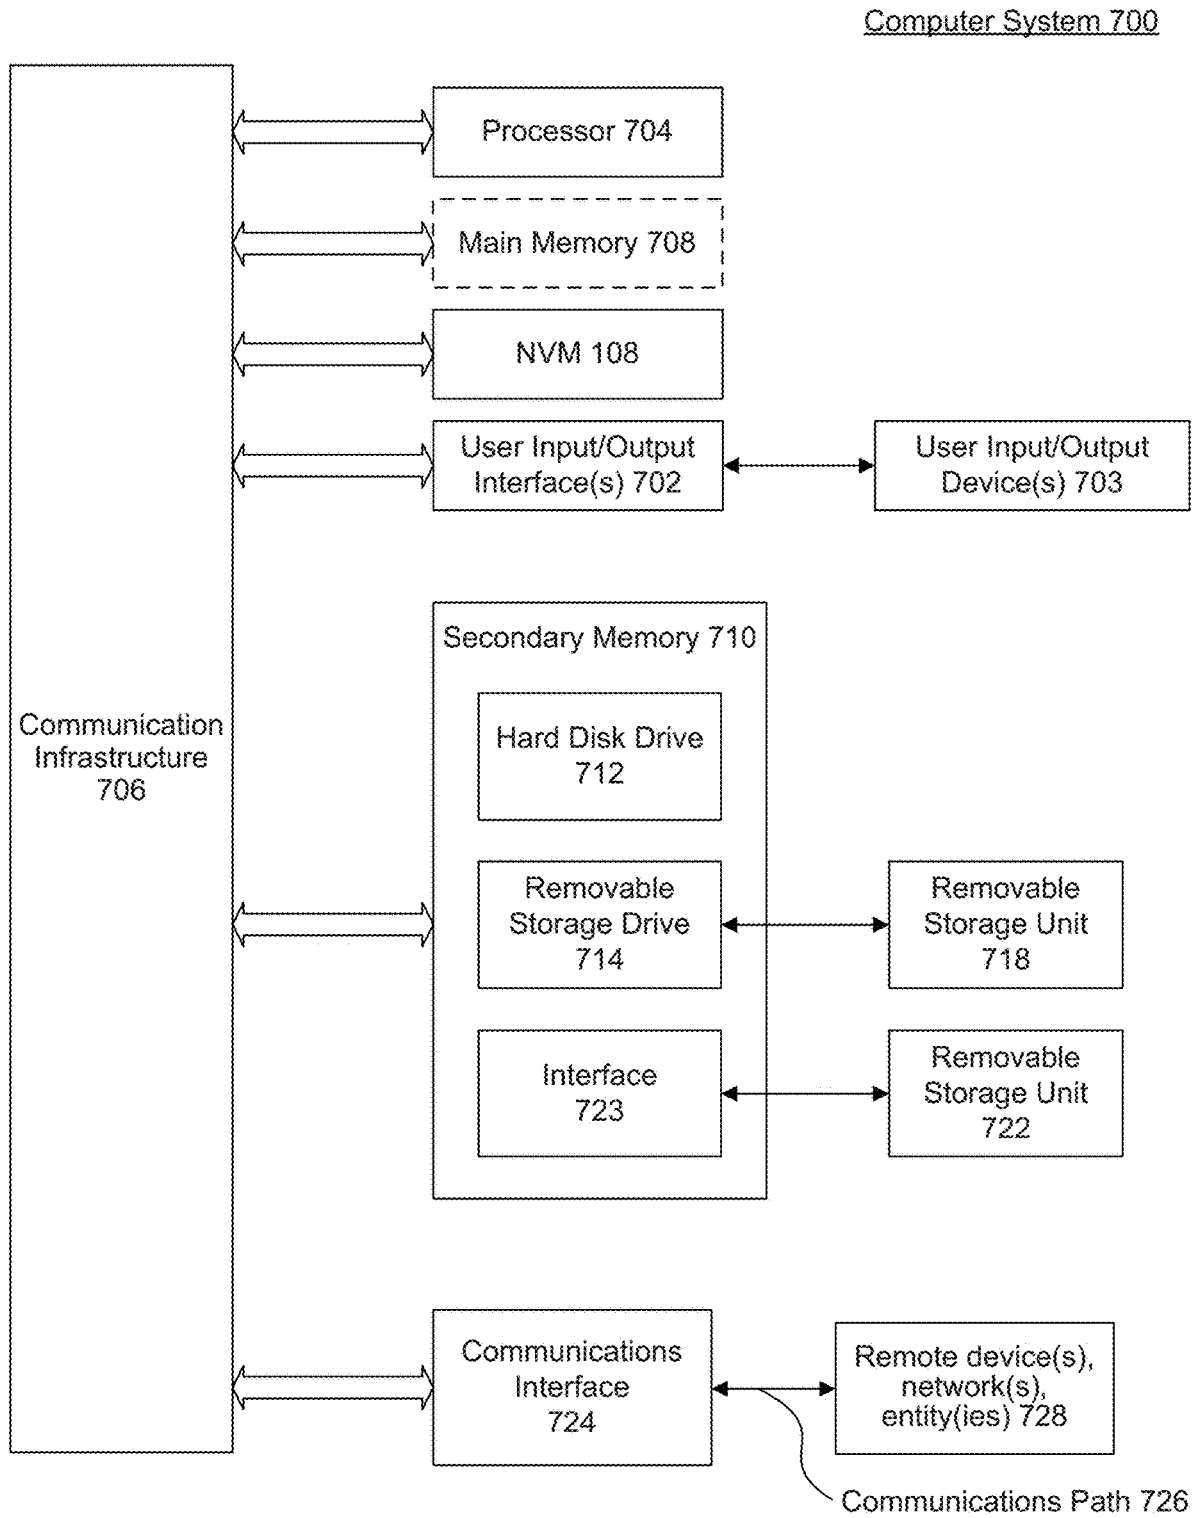 Computer System 700
Processor 704
Main Memory 708
NVM 108
User Input/Output
Interface(s) 702
User Input/Output
Device(s) 703
Secondary Memory 710
Hard Disk Drive
712
Communication
Infrastructure
706
Removable
Storage Drive
714
Removable
Storage Unit
718
Interface
723
Removable
Storage Unit
722
Communications
Interface
724
Remote device(s),
network(s),
entity(ies) 728
Communications Path 726